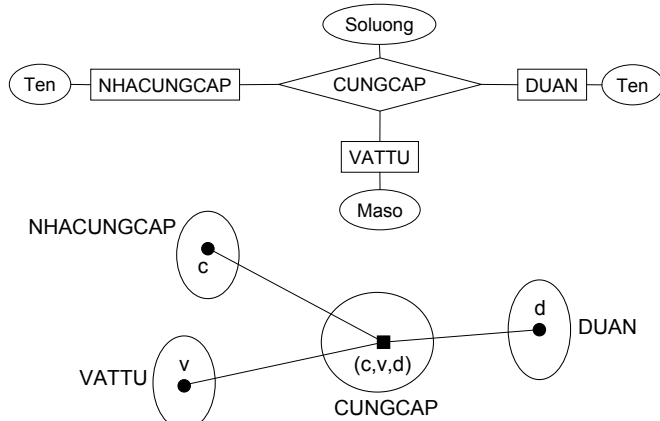 Soluong
Ten NHACUNGCAP CUNGCAP DUAN Ten
VATTU
Maso
NHACUNGCAP
c
d
DUAN
v
(c,v,d)
VATTU
CUNGCAP